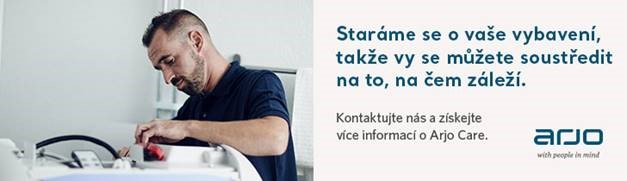 Staráme se o vaše vybavení,
takže vy se můžete soustředit
na to, na čem záleží.
Kontaktujte nás a získejte
více informací o Arjo Care.
arjo
with people in mind